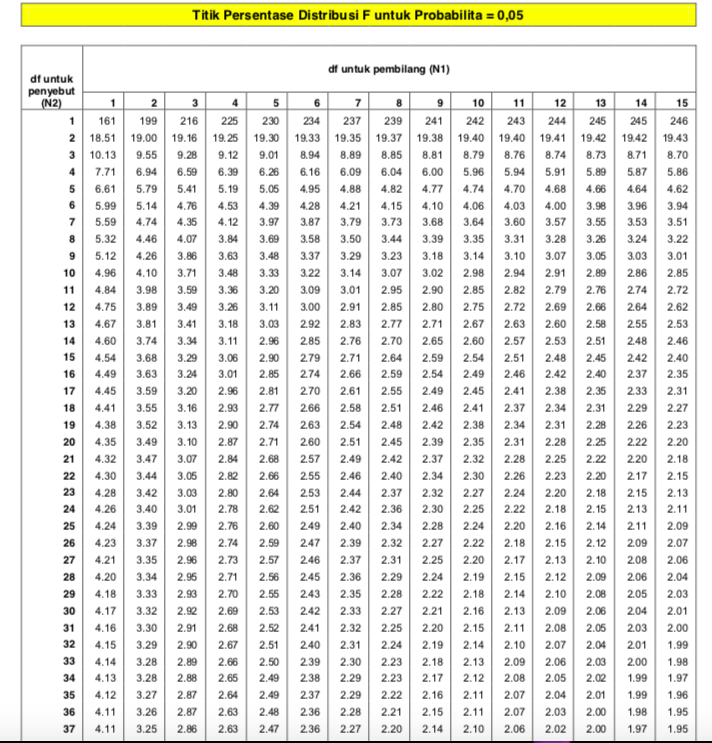 Titik Persentase Distribusi F untuk Probabilita = 0,05
df untuk penyebut (N2)
df untuk pembilang (N1)
1 2 3 4 5 6 7 8 9 10 11 12 13 14 15
1 161 199 216 225 230 234 237 239 241 242 243 244 245 245 246
2 18.51 19.00 19.16 19.25 19.30 19.33 19.35 19.37 19.38 19.40 19.40 19.41 19.42 19.42 19.43
3 10.13 9.55 9.28 9.12 9.01 8.94 8.89 8.85 8.81 8.79 8.76 8.74 8.73 8.71 8.70
4 7.71 6.94 6.59 6.39 6.26 6.16 6.09 6.04 6.00 5.96 5.94 5.91 5.89 5.87 5.86
5 6.61 5.79 5.41 5.19 5.05 4.95 4.88 4.82 4.77 4.74 4.70 4.68 4.66 4.64 4.62
6 5.99 5.14 4.76 4.53 4.39 4.28 4.21 4.15 4.10 4.06 4.03 4.00 3.98 3.96 3.94
7 5.59 4.74 4.35 4.12 3.97 3.87 3.79 3.73 3.68 3.64 3.60 3.57 3.55 3.53 3.51
8 5.32 4.46 4.07 3.84 3.69 3.58 3.50 3.44 3.39 3.35 3.31 3.28 3.26 3.24 3.22
9 5.12 4.26 3.86 3.63 3.48 3.37 3.29 3.23 3.18 3.14 3.10 3.07 3.05 3.03 3.01
10 4.96 4.10 3.71 3.48 3.33 3.22 3.14 3.07 3.02 2.98 2.94 2.91 2.89 2.86 2.85
11 4.84 3.98 3.59 3.36 3.20 3.09 3.01 2.95 2.90 2.85 2.82 2.79 2.76 2.74 2.72
12 4.75 3.89 3.49 3.26 3.11 3.00 2.91 2.85 2.80 2.75 2.72 2.69 2.66 2.64 2.62
13 4.67 3.81 3.41 3.18 3.03 2.92 2.83 2.77 2.71 2.67 2.63 2.60 2.58 2.55 2.53
14 4.60 3.74 3.34 3.11 2.96 2.85 2.76 2.70 2.65 2.60 2.57 2.53 2.51 2.48 2.46
15 4.54 3.68 3.29 3.06 2.90 2.79 2.71 2.64 2.59 2.54 2.51 2.48 2.45 2.42 2.40
16 4.49 3.63 3.24 3.01 2.85 2.74 2.66 2.59 2.54 2.49 2.46 2.42 2.40 2.37 2.35
17 4.45 3.59 3.20 2.96 2.81 2.70 2.61 2.55 2.49 2.45 2.41 2.38 2.35 2.33 2.31
18 4.41 3.55 3.16 2.93 2.77 2.66 2.58 2.51 2.46 2.41 2.37 2.34 2.31 2.29 2.27
19 4.38 3.52 3.13 2.90 2.74 2.63 2.54 2.48 2.42 2.38 2.34 2.31 2.28 2.26 2.23
20 4.35 3.49 3.10 2.87 2.71 2.60 2.51 2.45 2.39 2.35 2.31 2.28 2.25 2.22 2.20
21 4.32 3.47 3.07 2.84 2.68 2.57 2.49 2.42 2.37 2.32 2.28 2.25 2.22 2.20 2.18
22 4.30 3.44 3.05 2.82 2.66 2.55 2.46 2.40 2.34 2.30 2.26 2.23 2.20 2.17 2.15
23 4.28 3.42 3.03 2.80 2.64 2.53 2.44 2.37 2.32 2.27 2.24 2.20 2.18 2.15 2.13
24 4.26 3.40 3.01 2.78 2.62 2.51 2.42 2.36 2.30 2.25 2.22 2.18 2.15 2.13 2.11
25 4.24 3.39 2.99 2.76 2.60 2.49 2.40 2.34 2.28 2.24 2.20 2.16 2.14 2.11 2.09
26 4.23 3.37 2.98 2.74 2.59 2.47 2.39 2.32 2.27 2.22 2.18 2.15 2.12 2.09 2.07
27 4.21 3.35 2.96 2.73 2.57 2.46 2.37 2.31 2.25 2.20 2.17 2.13 2.10 2.08 2.06
28 4.20 3.34 2.95 2.71 2.56 2.45 2.36 2.29 2.24 2.19 2.15 2.12 2.09 2.06 2.04
29 4.18 3.33 2.93 2.70 2.55 2.43 2.35 2.28 2.22 2.18 2.14 2.10 2.08 2.05 2.03
30 4.17 3.32 2.92 2.69 2.53 2.42 2.33 2.27 2.21 2.16 2.13 2.09 2.06 2.04 2.01
31 4.16 3.30 2.91 2.68 2.52 2.41 2.32 2.25 2.20 2.15 2.11 2.08 2.05 2.03 2.00
32 4.15 3.29 2.90 2.67 2.51 2.40 2.31 2.24 2.19 2.14 2.10 2.07 2.04 2.01 1.99
33 4.14 3.28 2.89 2.66 2.50 2.39 2.30 2.23 2.18 2.13 2.09 2.06 2.03 2.00 1.98
34 4.13 3.28 2.88 2.65 2.49 2.38 2.29 2.23 2.17 2.12 2.08 2.05 2.02 1.99 1.97
35 4.12 3.27 2.87 2.64 2.49 2.37 2.29 2.22 2.16 2.11 2.07 2.04 2.01 1.99 1.96
36 4.11 3.26 2.87 2.63 2.48 2.36 2.28 2.21 2.15 2.11 2.07 2.03 2.00 1.98 1.95
37 4.11 3.25 2.86 2.63 2.47 2.36 2.27 2.20 2.14 2.10 2.06 2.02 2.00 1.97 1.95